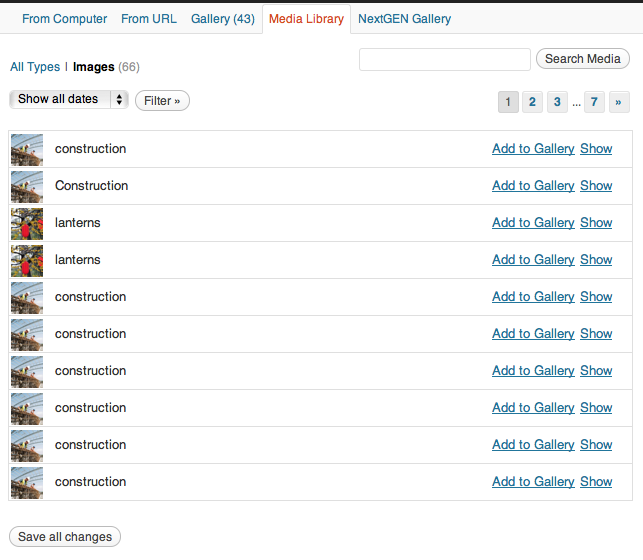 From Computer From URL Gallery (43) Media Library NextGEN Gallery
All Types | Images (66) Search Media
Show all dates Filter » 1 2 3 ... 7 »
construction Add to Gallery Show
Construction Add to Gallery Show
lanterns Add to Gallery Show
lanterns Add to Gallery Show
construction Add to Gallery Show
construction Add to Gallery Show
construction Add to Gallery Show
construction Add to Gallery Show
construction Add to Gallery Show
construction Add to Gallery Show
Save all changes